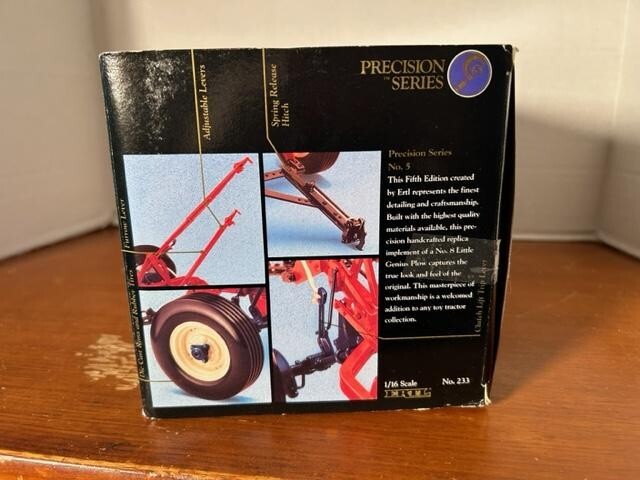 PRECISION
™ SERIES
Adjustable Levers
Spring Release
Hitch
Furrow Lever
Die Cast Rims and Rubber Tires
Precision Series
No. 5
This Fifth Edition created
by Ertl represents the finest
detailing and craftsmanship.
Built with the highest quality
materials available, this pre-
cision handcrafted replica
implement of a No. 8 Little
Genius Plow captures the
true look and feel of the
original. This masterpiece of
workmanship is a welcomed
addition to any toy tractor
collection.
Clutch Lift Trip Lever
1/16 Scale
No. 233
ERTL